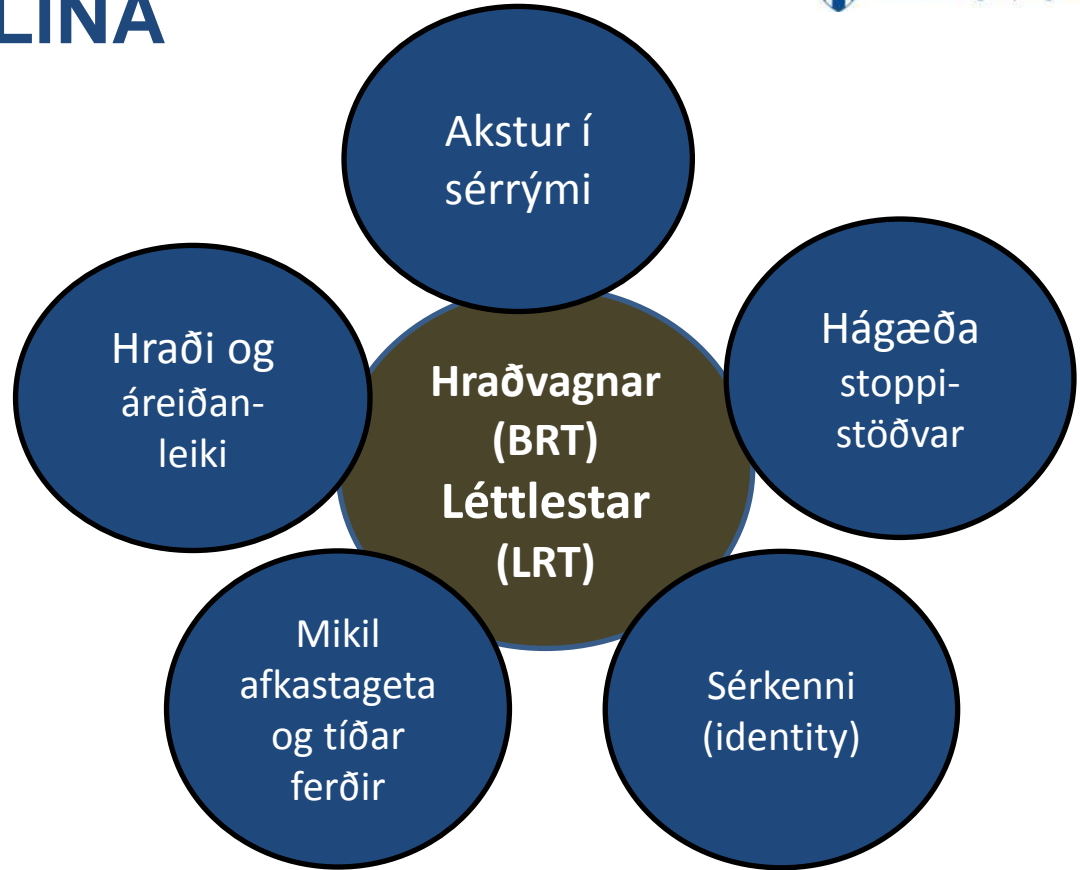 LÍNA
Akstur í
sérrými
Hágæða
stoppi-
stöðvar
Sérkenni
(identity)
Mikil
afkastageta
og tíðar
ferðir
Hraði og
áreiðan-
leiki
Hraðvagnar
(BRT)
Léttlestar
(LRT)